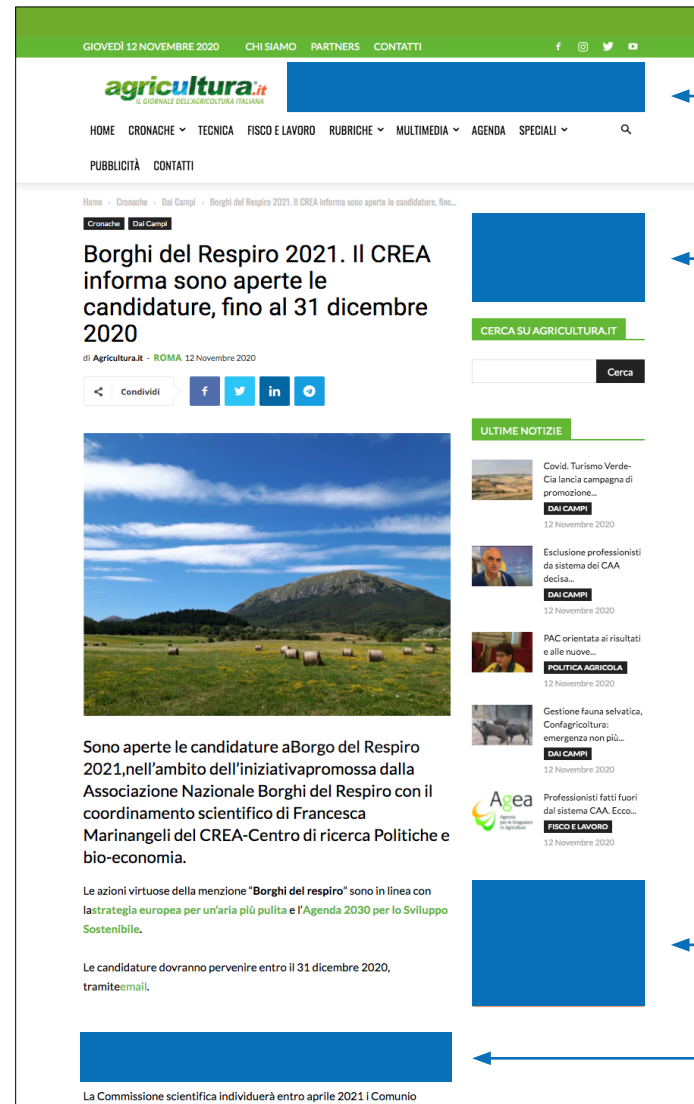 GIOVEDÌ 12 NOVEMBRE 2020 CHI SIAMO PARTNERS CONTATTI
agricultura.it
IL GIORNALE DELL'AGRICOLTURA ITALIANA
HOME CRONACHE TECNICA FISCO E LAVORO RUBRICHE MULTIMEDIA AGENDA SPECIALI
PUBBLICITÀ CONTATTI
Home › Cronache › Dai Campi › Borghi del Respiro 2021. Il CREA informa sono aperte le candidature, fino...
Cronache Dai Campi
Borghi del Respiro 2021. Il CREA
informa sono aperte le
candidature, fino al 31 dicembre
2020
di Agricultura.it - ROMA 12 Novembre 2020
Condividi
Sono aperte le candidature aBorgo del Respiro
2021,nell’ambito dell’iniziativapromossa dalla
Associazione Nazionale Borghi del Respiro con il
coordinamento scientifico di Francesca
Marinangeli del CREA-Centro di ricerca Politiche e
bio-economia.
Le azioni virtuose della menzione “Borghi del respiro” sono in linea con
lastrategia europea per un’aria più pulita e l’Agenda 2030 per lo Sviluppo
Sostenibile.
Le candidature dovranno pervenire entro il 31 dicembre 2020,
tramiteemail.
La Commissione scientifica individuerà entro aprile 2021 i Comunio
CERCA SU AGRICULTURA.IT
Cerca
ULTIME NOTIZIE
Covid. Turismo Verde-
Cia lancia campagna di
promozione...
DAI CAMPI
12 Novembre 2020
Esclusione professionisti
da sistema dei CAA
decisa...
DAI CAMPI
12 Novembre 2020
PAC orientata ai risultati
e alle nuove...
POLITICA AGRICOLA
12 Novembre 2020
Gestione fauna selvatica,
Confagricoltura:
emergenza non più...
DAI CAMPI
12 Novembre 2020
Agea
Agenzia
per le Erogazioni
in Agricoltura
Professionisti fatti fuori
dal sistema CAA. Ecco...
FISCO E LAVORO
12 Novembre 2020